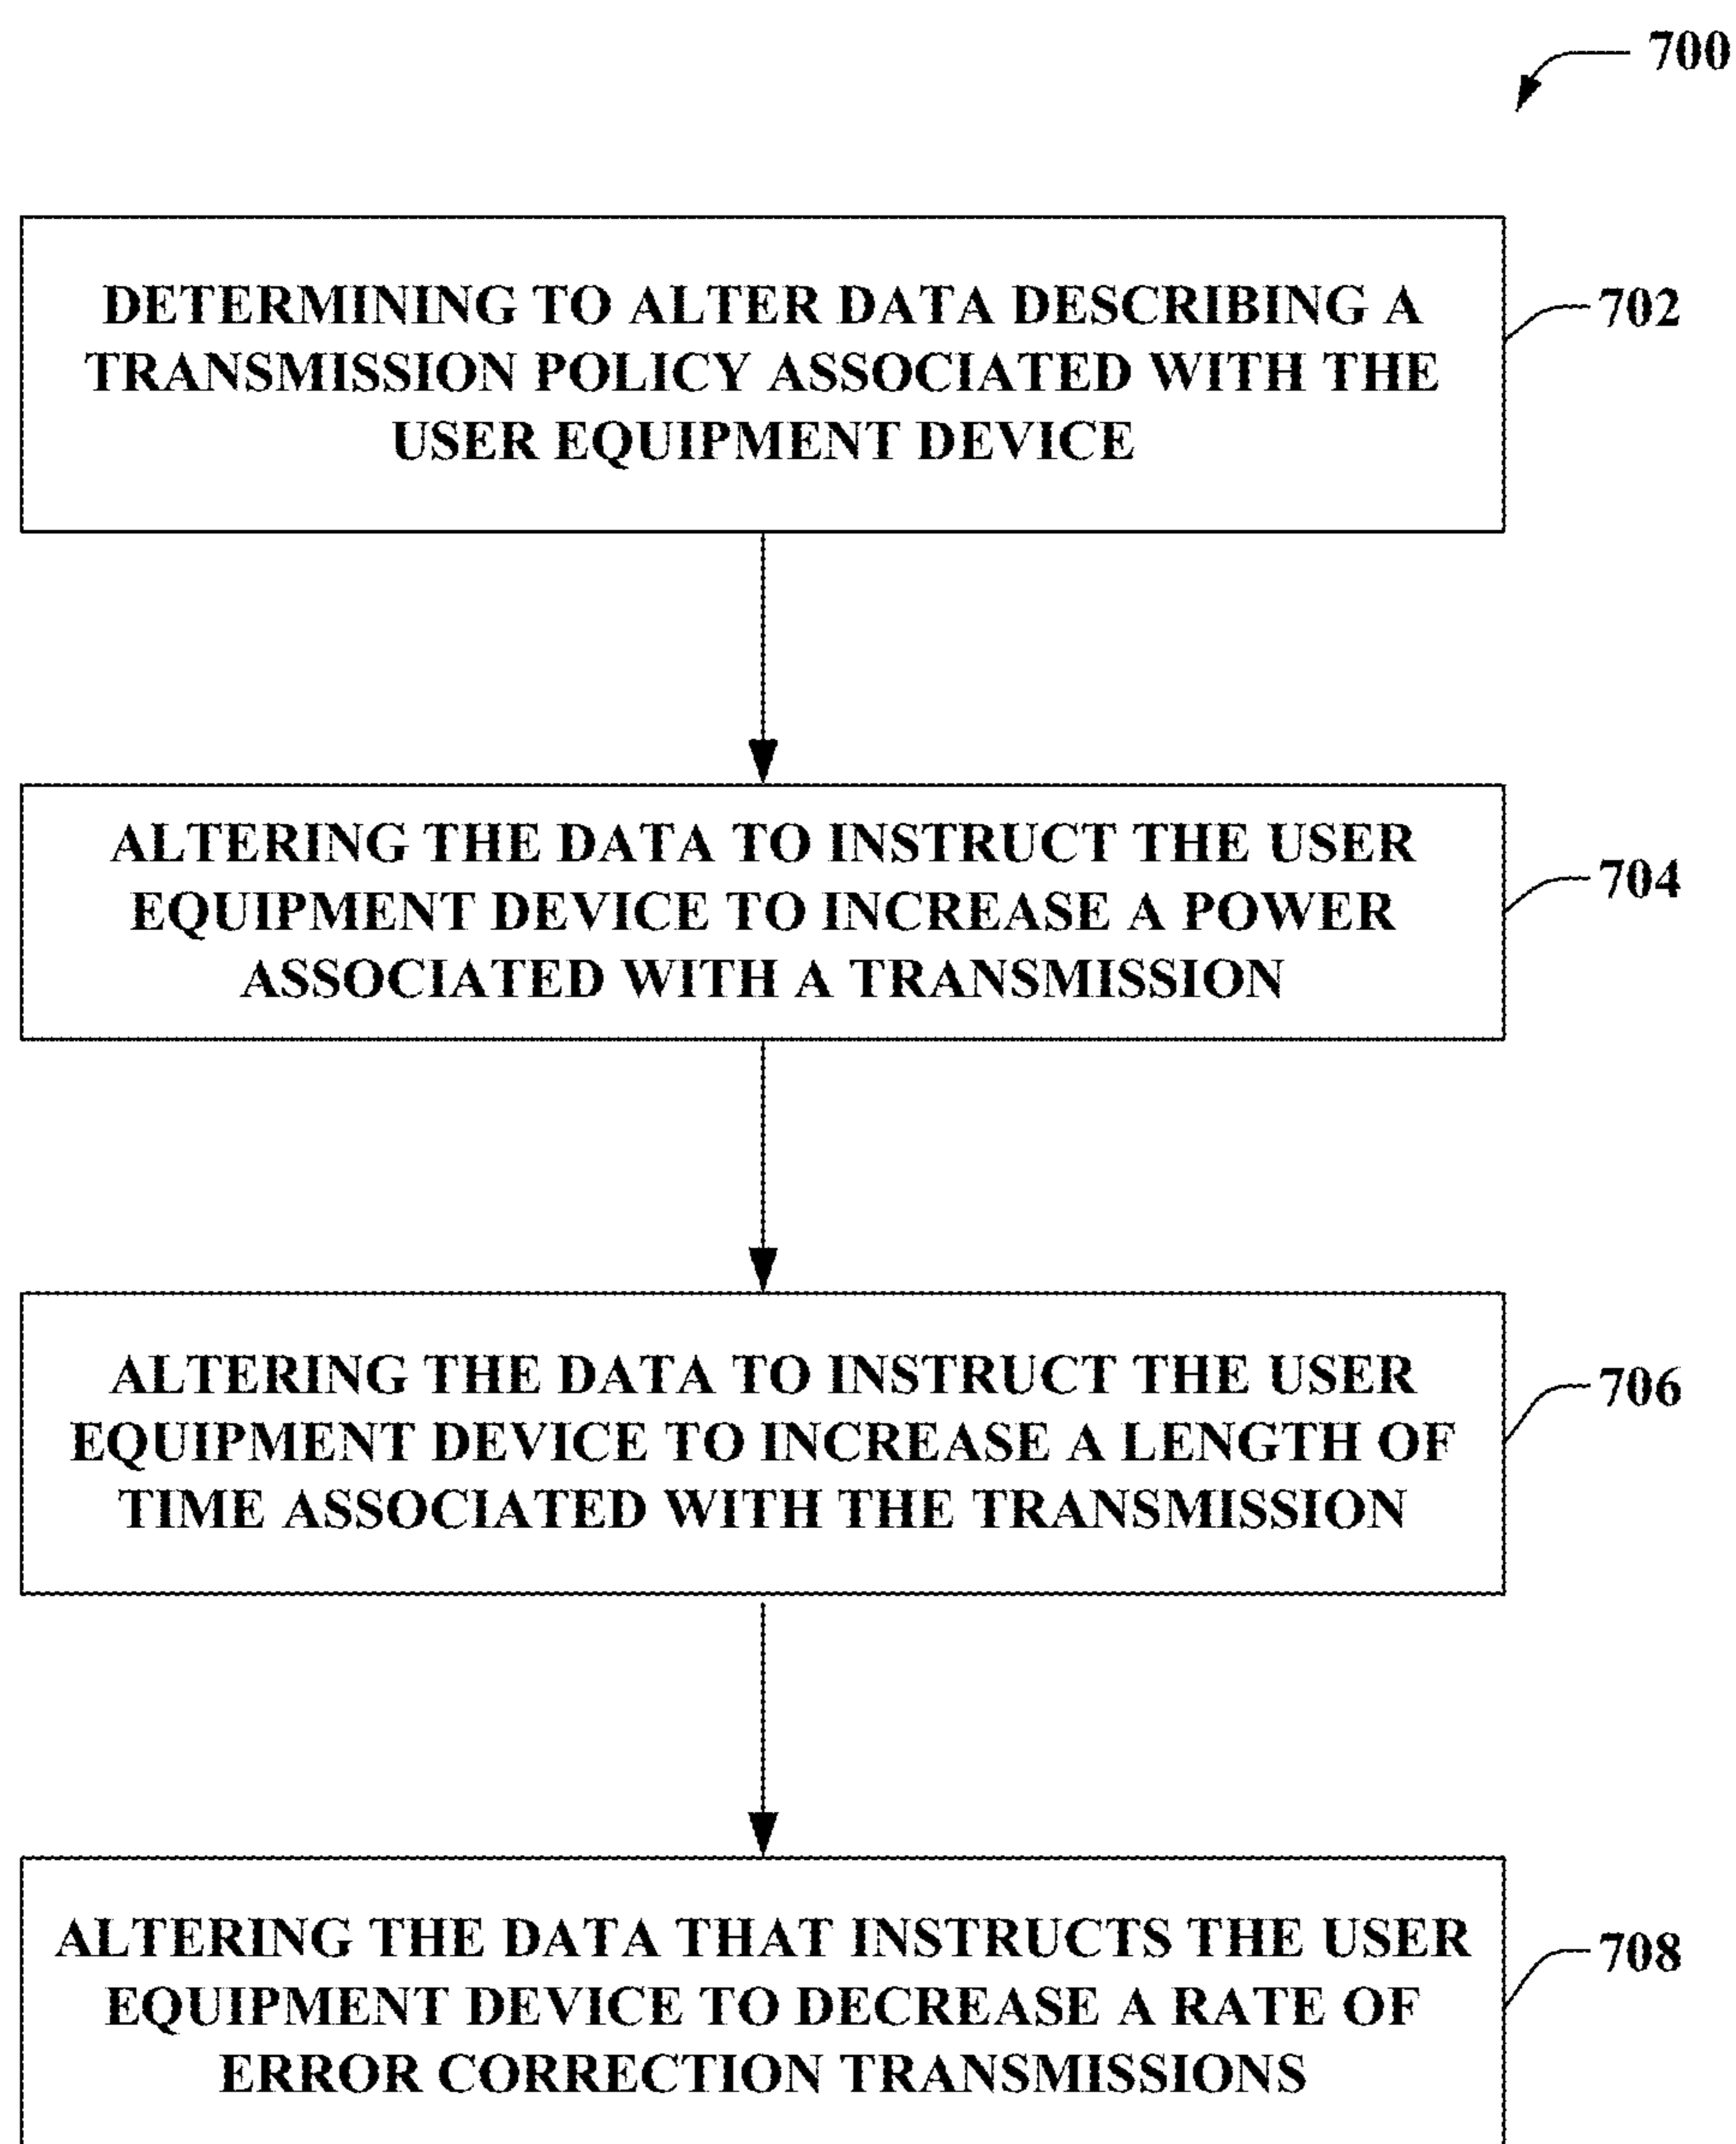 700
DETERMINING TO ALTER DATA DESCRIBING A
TRANSMISSION POLICY ASSOCIATED WITH THE
USER EQUIPMENT DEVICE
702
ALTERING THE DATA TO INSTRUCT THE USER
EQUIPMENT DEVICE TO INCREASE A POWER
ASSOCIATED WITH A TRANSMISSION
704
ALTERING THE DATA TO INSTRUCT THE USER
EQUIPMENT DEVICE TO INCREASE A LENGTH OF
TIME ASSOCIATED WITH THE TRANSMISSION
706
ALTERING THE DATA THAT INSTRUCTS THE USER
EQUIPMENT DEVICE TO DECREASE A RATE OF
ERROR CORRECTION TRANSMISSIONS
708